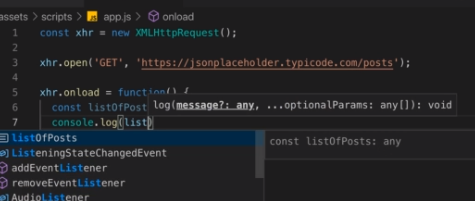 assets > scripts > JS app.js > onload
1 const xhr = new XMLHttpRequest();
2
3 xhr.open('GET', 'https://jsonplaceholder.typicode.com/posts');
4
5 xhr.onload = function() {
6 const listOfPost
log(message?: any, ...optionalParams: any[]): void
7 console.log(list)
listOfPosts
const listOfPosts: any
ListeningStateChangedEvent
addEventListener
removeEventListener
AudioListener